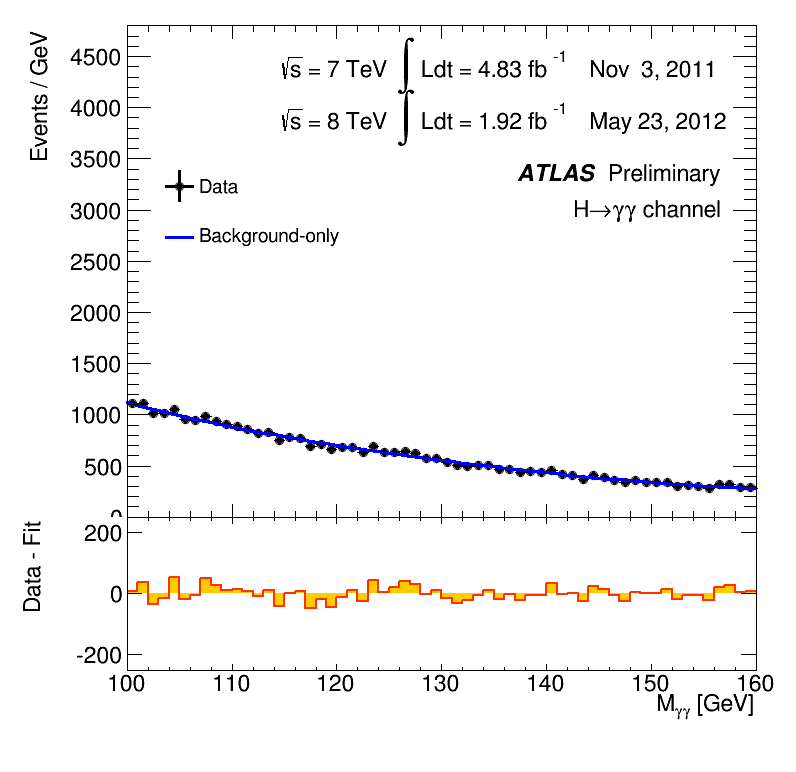 Events / GeV
4500
4000
3500
3000
2500
2000
1500
1000
500
0
√s = 7 TeV ∫ Ldt = 4.83 fb⁻¹ Nov 3, 2011
√s = 8 TeV ∫ Ldt = 1.92 fb⁻¹ May 23, 2012
ATLAS Preliminary
H→γγ channel
Data
Background-only
Data - Fit
200
0
-200
100 110 120 130 140 150 160
Mγγ [GeV]